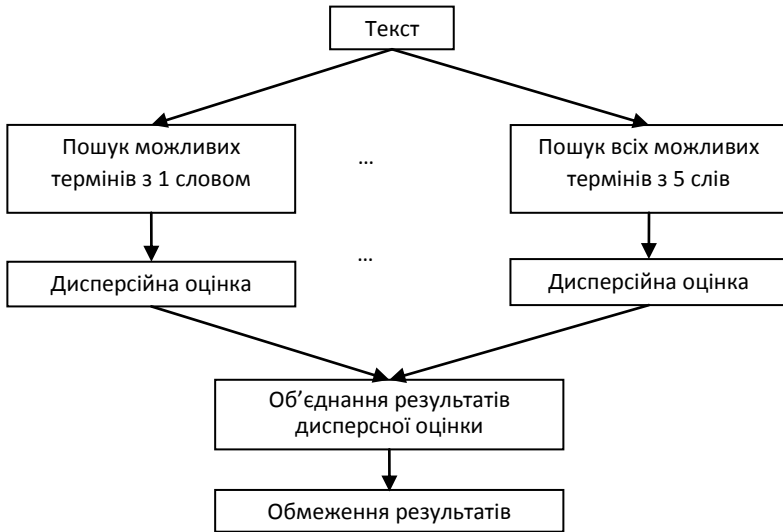 Текст
Пошук можливих
термінів з 1 словом
...
Пошук всіх можливих
термінів з 5 слів
Дисперсійна оцінка
...
Дисперсійна оцінка
Об’єднання результатів
дисперсної оцінки
Обмеження результатів